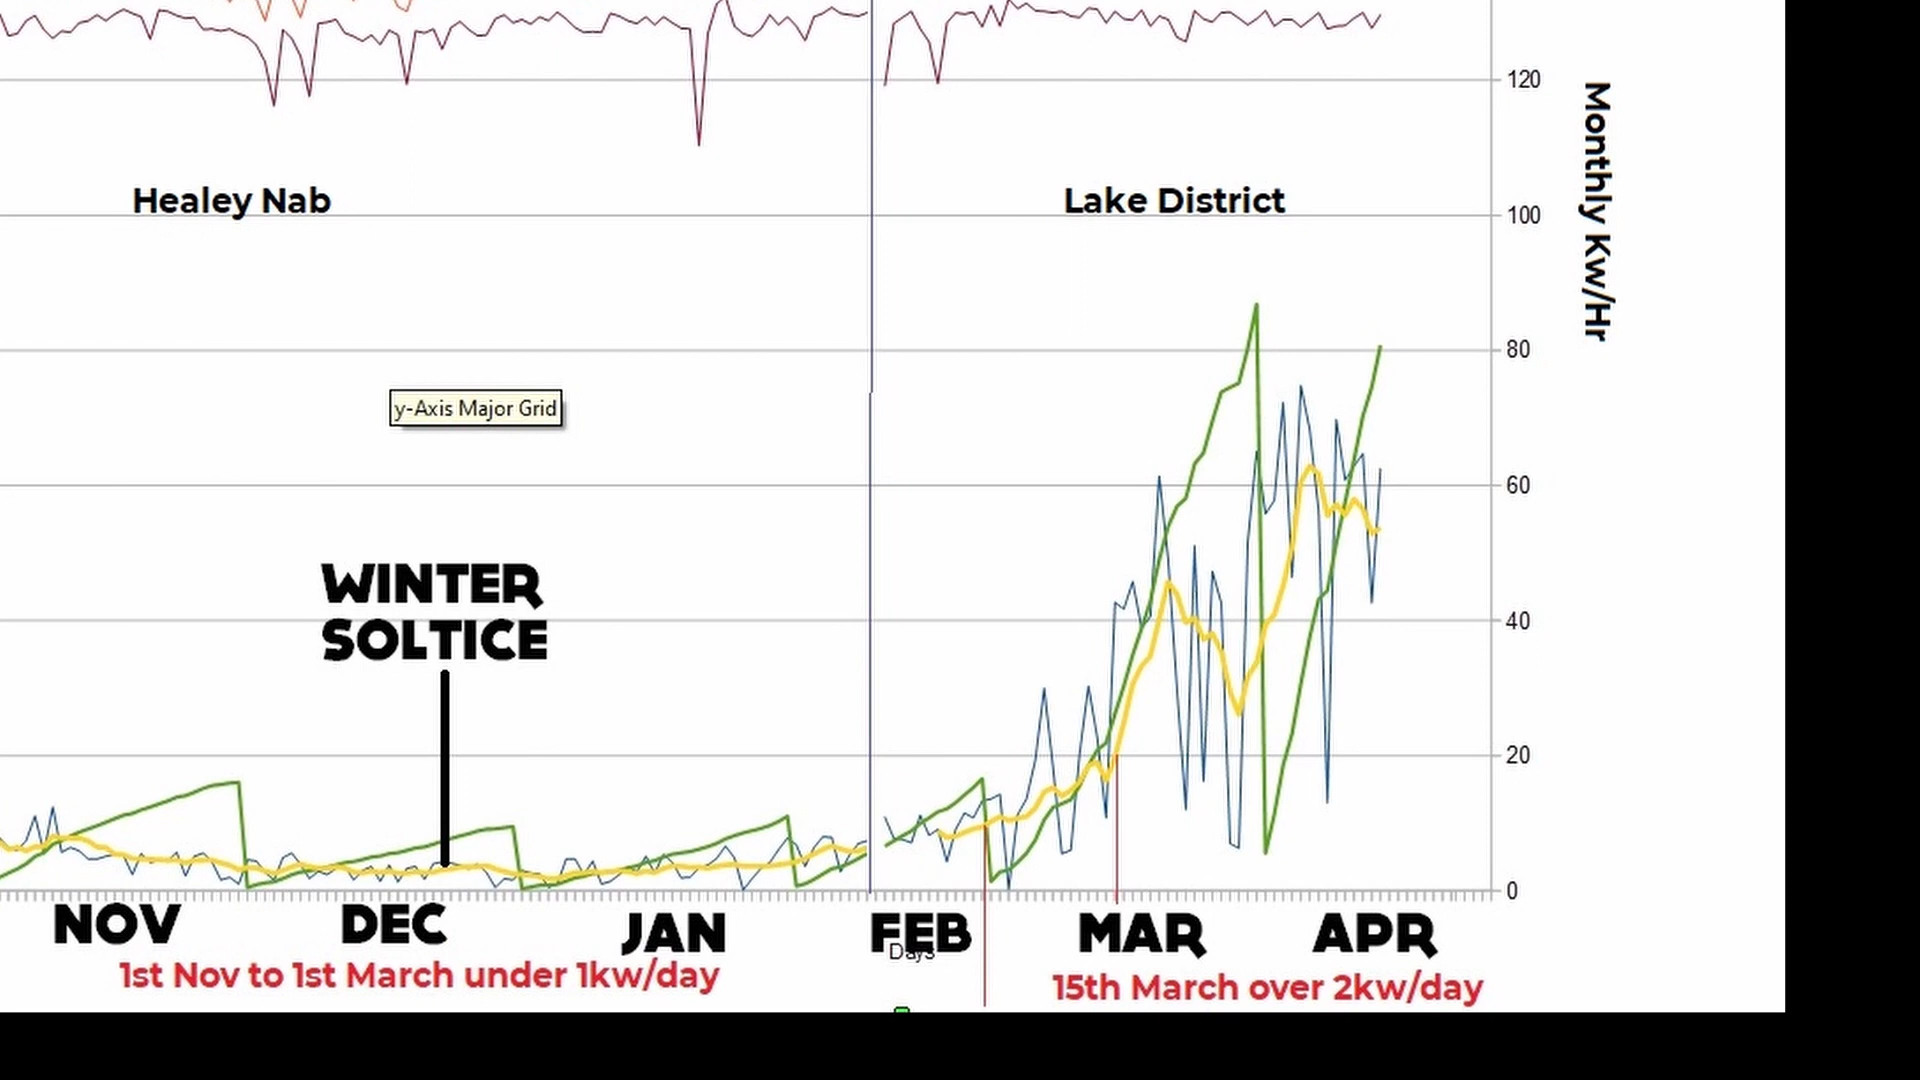 120
Healey Nab
Lake District
100
Monthly Kw/Hr
80
y-Axis Major Grid
60
WINTER
SOLTICE
40
20
0
NOV DEC JAN FEB MAR APR
Days
1st Nov to 1st March under 1kw/day
15th March over 2kw/day